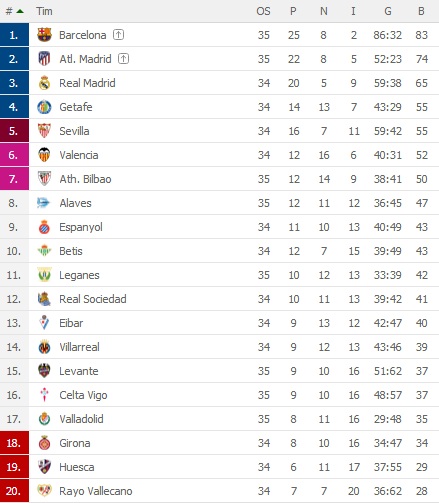 # Tim OS P N I G B
1. Barcelona 35 25 8 2 86:32 83
2. Atl. Madrid 35 22 8 5 52:23 74
3. Real Madrid 34 20 5 9 59:38 65
4. Getafe 34 14 13 7 43:29 55
5. Sevilla 34 16 7 11 59:42 55
6. Valencia 34 12 16 6 40:31 52
7. Ath. Bilbao 35 12 14 9 38:41 50
8. Alaves 35 12 11 12 36:45 47
9. Espanyol 34 11 10 13 40:49 43
10. Betis 34 12 7 15 39:49 43
11. Leganes 35 10 12 13 33:39 42
12. Real Sociedad 34 10 11 13 39:42 41
13. Eibar 34 9 13 12 42:47 40
14. Villarreal 34 9 12 13 43:46 39
15. Levante 35 9 10 16 51:62 37
16. Celta Vigo 35 9 10 16 48:57 37
17. Valladolid 35 8 11 16 29:48 35
18. Girona 34 8 10 16 34:47 34
19. Huesca 34 6 11 17 37:55 29
20. Rayo Vallecano 34 7 7 20 36:62 28